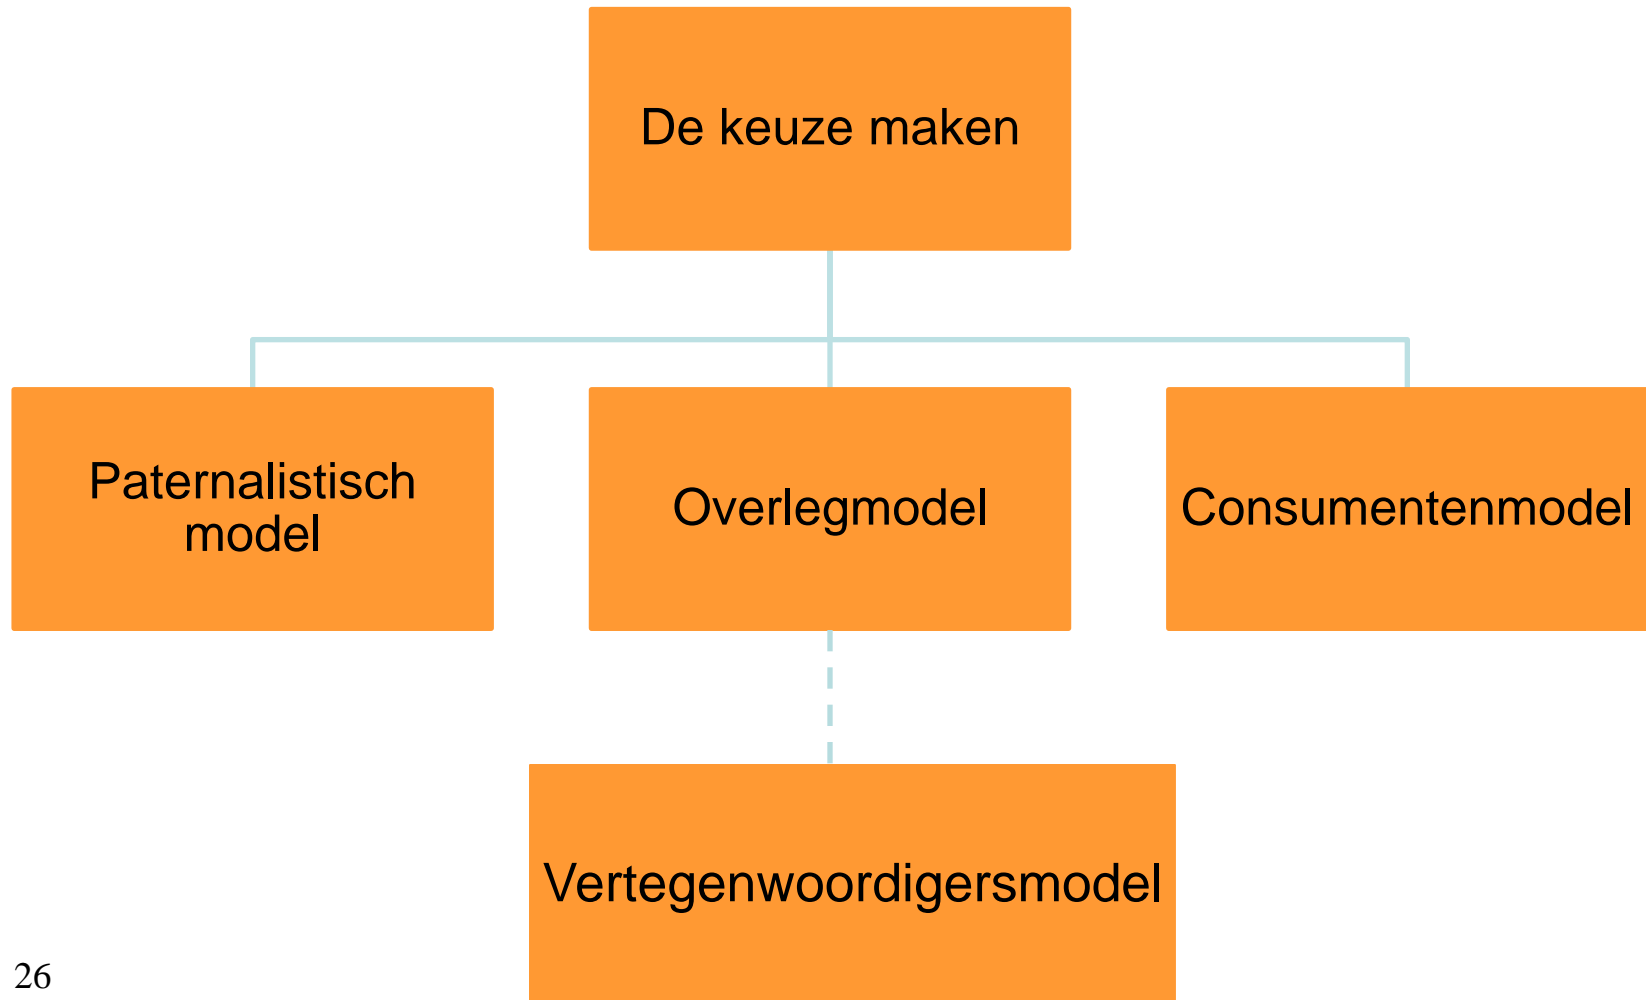 De keuze maken
Paternalistisch
model
Overlegmodel
Consumentenmodel
Vertegenwoordigersmodel
26